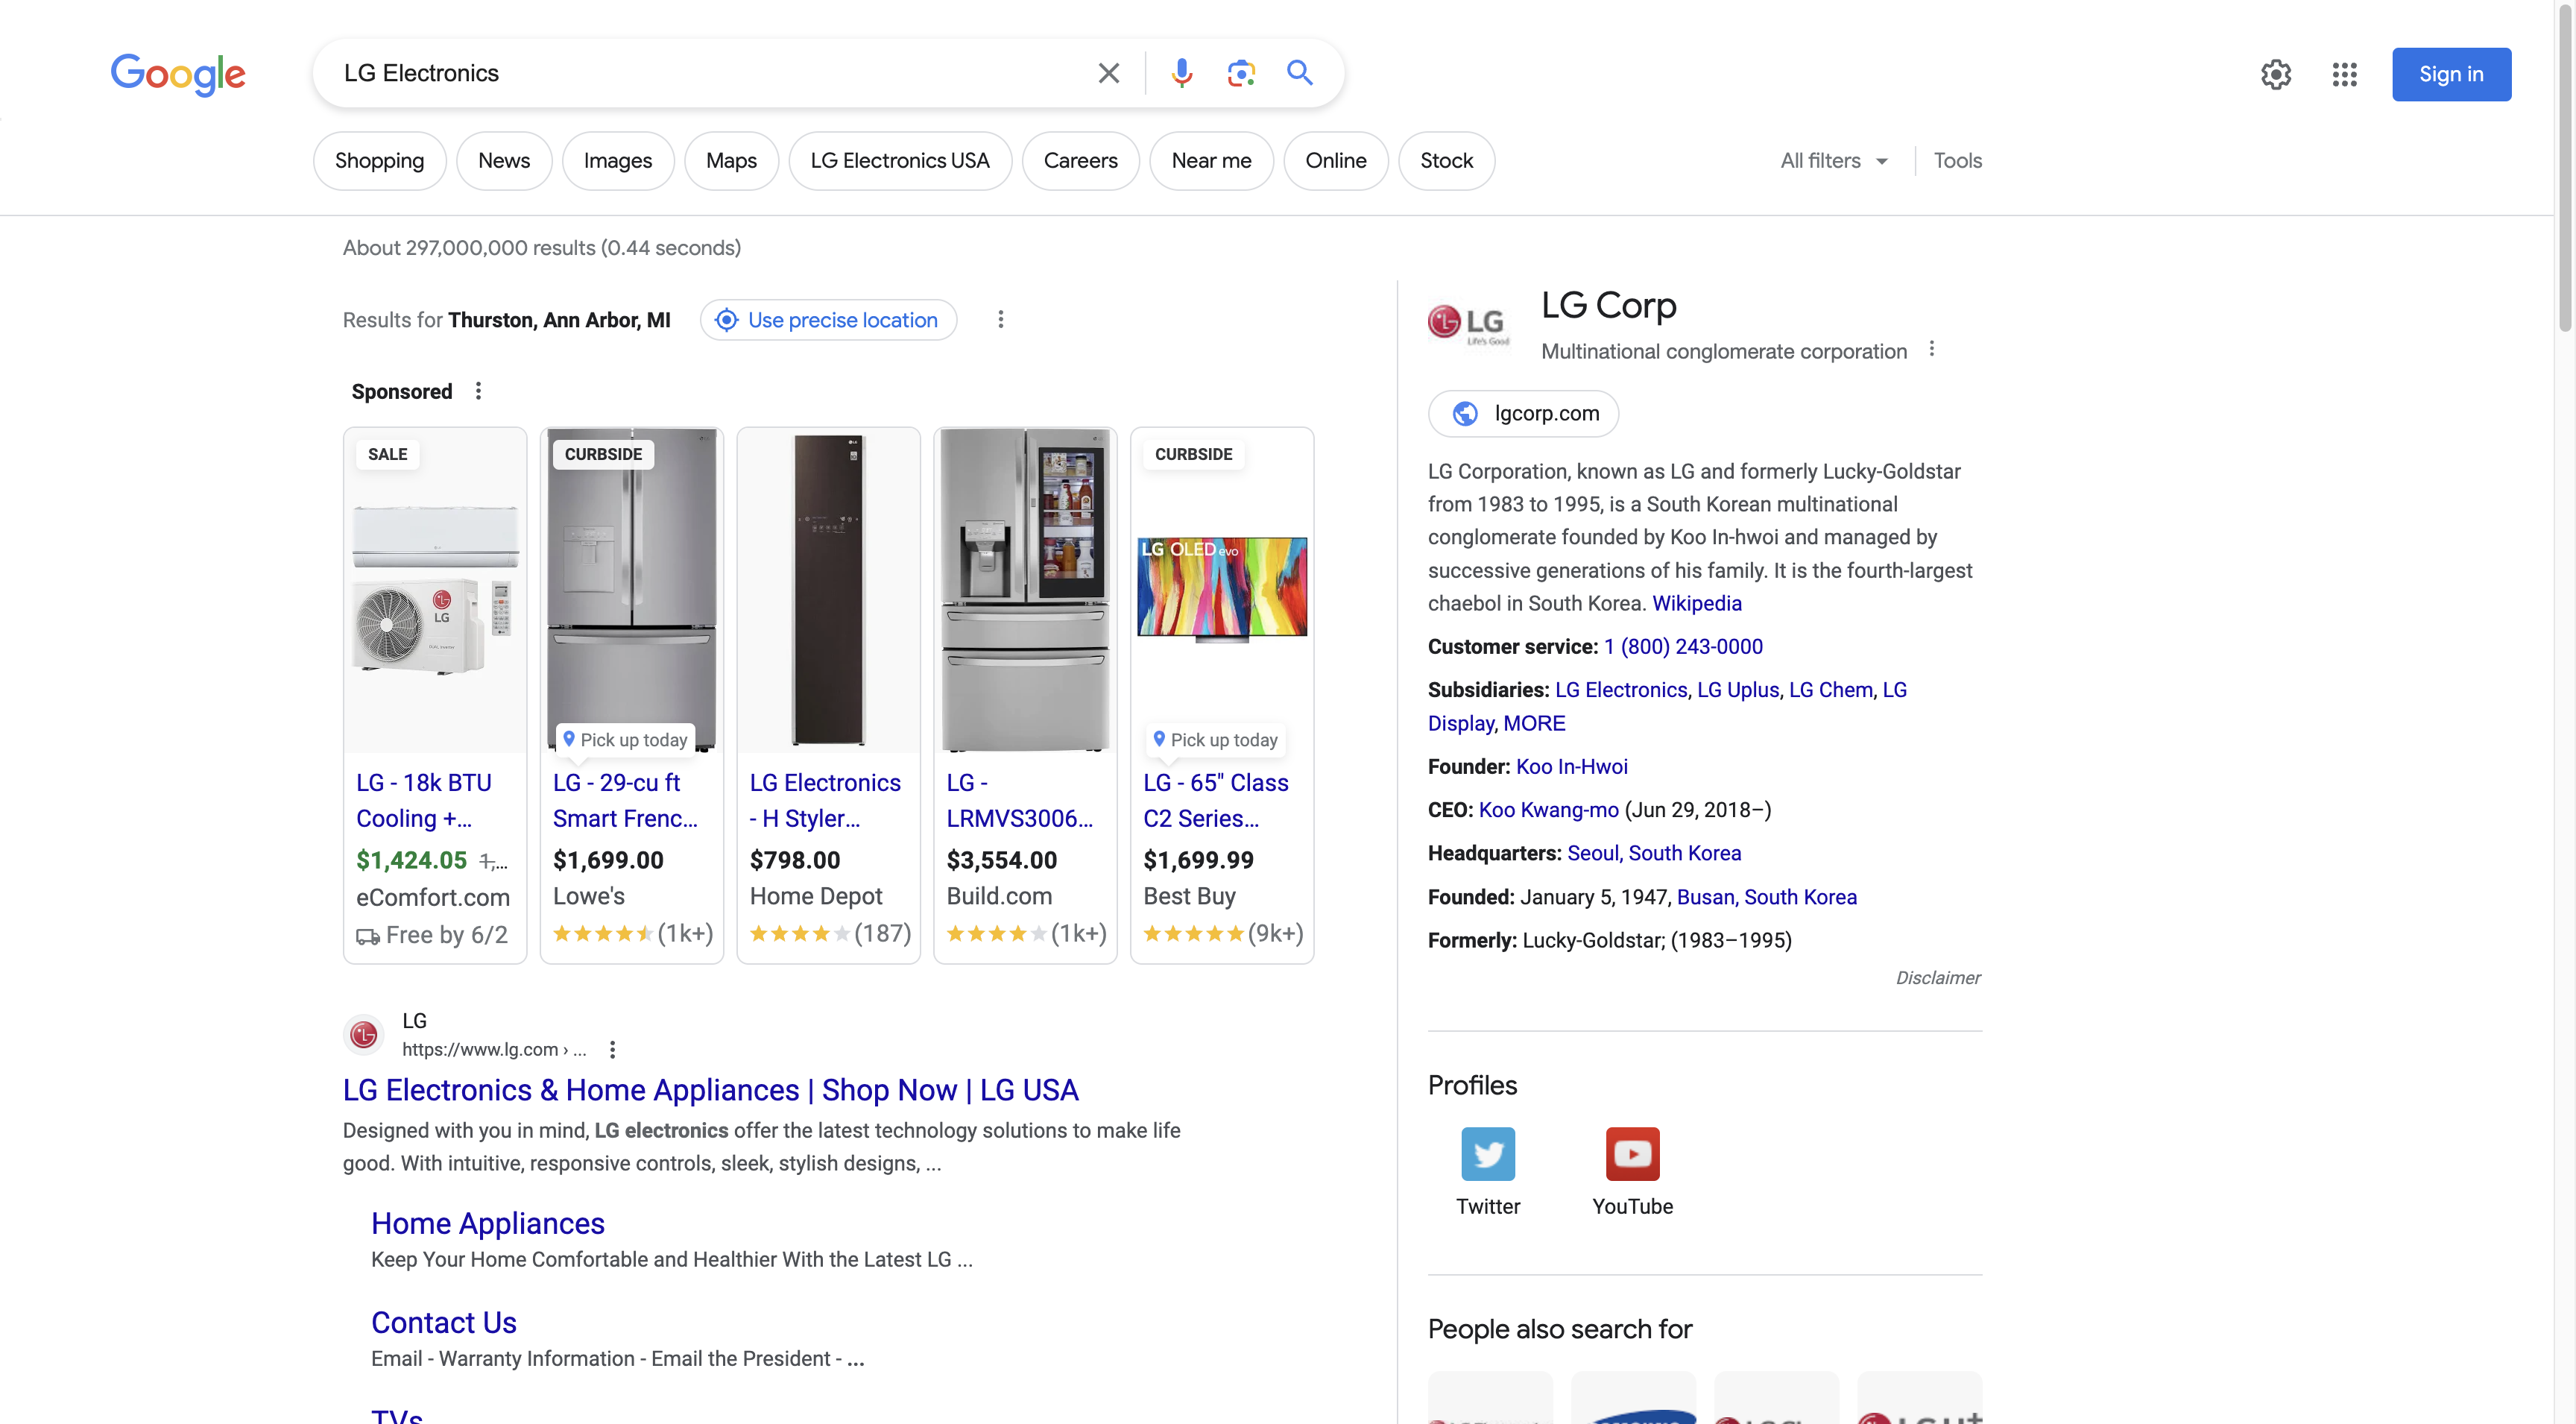 Google
LG Electronics
Sign in
Shopping
News
Images
Maps
LG Electronics USA
Careers
Near me
Online
Stock
All filters
Tools
About 297,000,000 results (0.44 seconds)
Results for Thurston, Ann Arbor, MI
Use precise location
Sponsored
SALE
LG
LG - 18k BTU
Cooling +...
$1,424.05 1,...
eComfort.com
Free by 6/2
CURBSIDE
Pick up today
LG - 29-cu ft
Smart Frenc...
$1,699.00
Lowe's
(1k+)
LG Electronics
- H Styler...
$798.00
Home Depot
(187)
LG -
LRMVS3006...
$3,554.00
Build.com
(1k+)
CURBSIDE
LG OLED evo
Pick up today
LG - 65" Class
C2 Series...
$1,699.99
Best Buy
(9k+)
LG
https://www.lg.com › ...
LG Electronics & Home Appliances | Shop Now | LG USA
Designed with you in mind, LG electronics offer the latest technology solutions to make life
good. With intuitive, responsive controls, sleek, stylish designs, ...
Home Appliances
Keep Your Home Comfortable and Healthier With the Latest LG ...
Contact Us
Email - Warranty Information - Email the President - ...
TVs
LG
Life's Good
LG Corp
Multinational conglomerate corporation
lgcorp.com
LG Corporation, known as LG and formerly Lucky-Goldstar
from 1983 to 1995, is a South Korean multinational
conglomerate founded by Koo In-hwoi and managed by
successive generations of his family. It is the fourth-largest
chaebol in South Korea. Wikipedia
Customer service: 1 (800) 243-0000
Subsidiaries: LG Electronics, LG Uplus, LG Chem, LG
Display, MORE
Founder: Koo In-Hwoi
CEO: Koo Kwang-mo (Jun 29, 2018–)
Headquarters: Seoul, South Korea
Founded: January 5, 1947, Busan, South Korea
Formerly: Lucky-Goldstar; (1983–1995)
Disclaimer
Profiles
Twitter
YouTube
People also search for